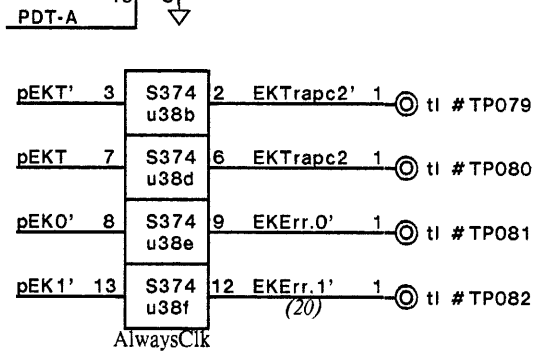 PDT-A
pEKT' 3 S374 2 EKTrapc2' 1 tl #TP079
u38b
pEKT 7 S374 6 EKTrapc2 1 tl #TP080
u38d
pEK0' 8 S374 9 EKErr.0' 1 tl #TP081
u38e
pEK1' 13 S374 12 EKErr.1' 1 tl #TP082
u38f (20)
AlwaysClk